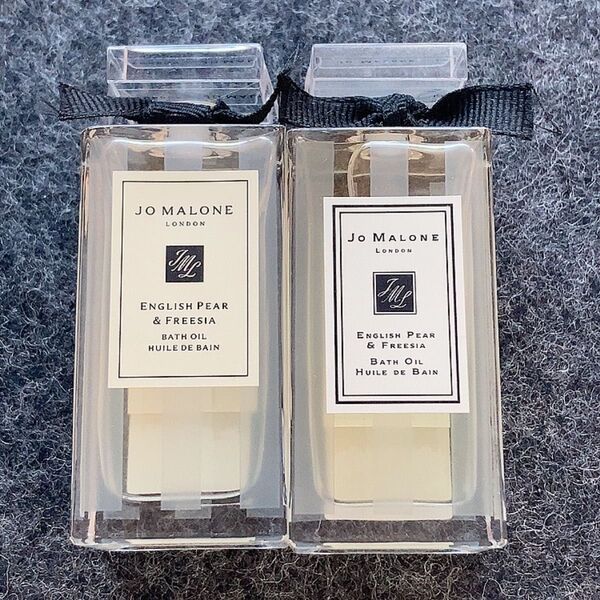 JO MALONE
LONDON
JML
ENGLISH PEAR
& FREESIA
BATH OIL
HUILE DE BAIN
JO MALONE
LONDON
JML
ENGLISH PEAR
& FREESIA
BATH OIL
HUILE DE BAIN